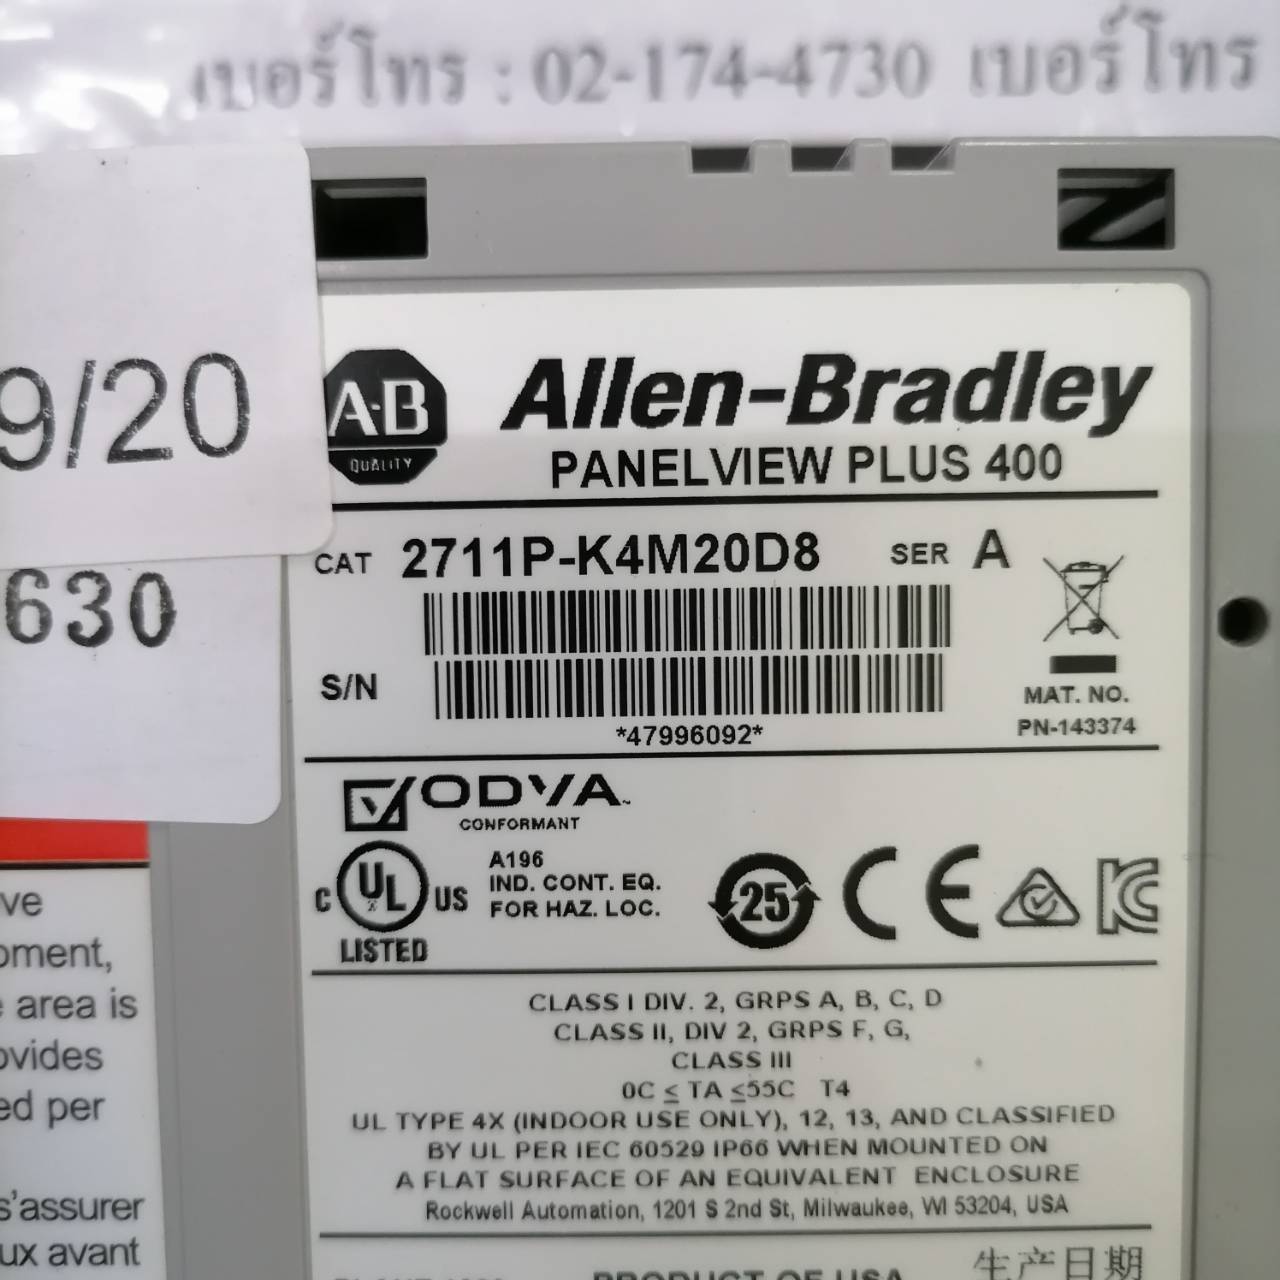 เบอร์โทร : 02-174-4730 เบอร์โทร
9/20
630
A·B
QUALITY
Allen-Bradley
PANELVIEW PLUS 400
CAT 2711P-K4M20D8 SER A
S/N
*47996092*
MAT. NO.
PN-143374
ODVA
CONFORMANT
C UL US
LISTED
A196
IND. CONT. EQ.
FOR HAZ. LOC.
25
CE
KC
CLASS I DIV. 2, GRPS A, B, C, D
CLASS II, DIV 2, GRPS F, G,
CLASS III
0C ≤ TA ≤55C T4
UL TYPE 4X (INDOOR USE ONLY), 12, 13, AND CLASSIFIED
BY UL PER IEC 60529 IP66 WHEN MOUNTED ON
A FLAT SURFACE OF AN EQUIVALENT ENCLOSURE
Rockwell Automation, 1201 S 2nd St, Milwaukee, WI 53204, USA
PRODUCT OF USA
生产日期
ve
oment,
area is
ovides
ed per
s'assurer
ux avant